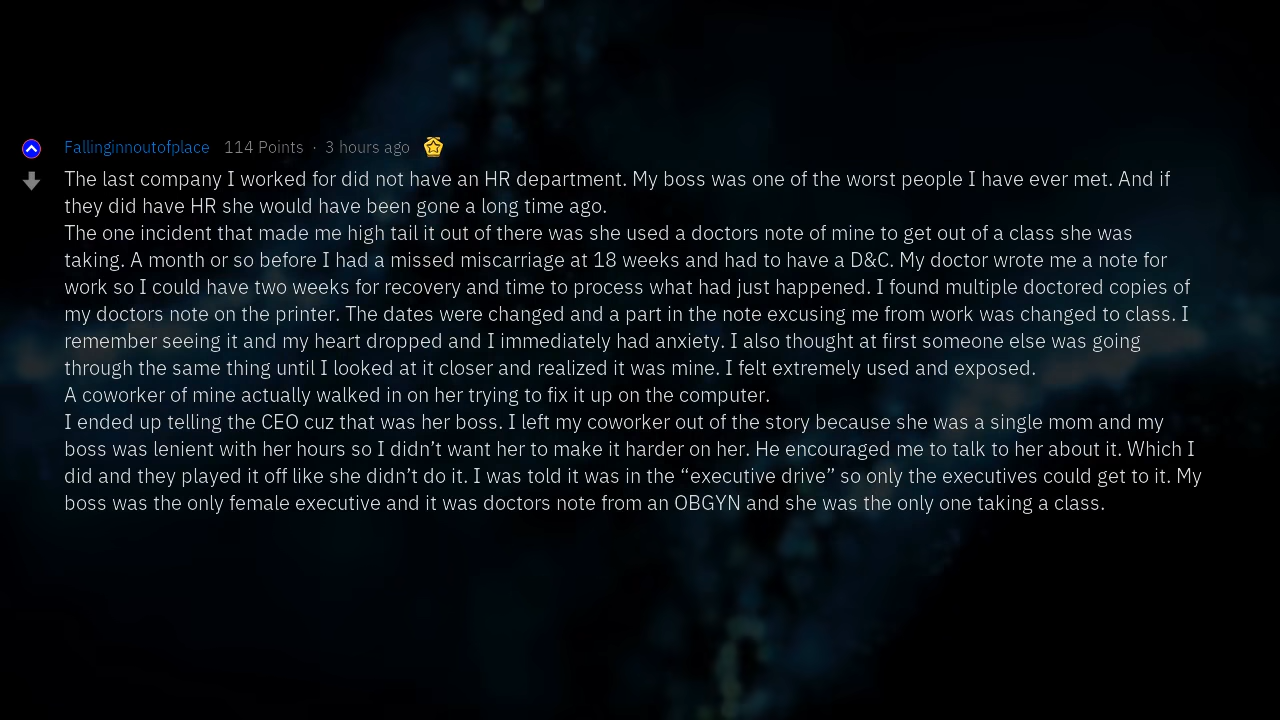 Fallinginnoutofplace 114 Points · 3 hours ago
The last company I worked for did not have an HR department. My boss was one of the worst people I have ever met. And if
they did have HR she would have been gone a long time ago.
The one incident that made me high tail it out of there was she used a doctors note of mine to get out of a class she was
taking. A month or so before I had a missed miscarriage at 18 weeks and had to have a D&C. My doctor wrote me a note for
work so I could have two weeks for recovery and time to process what had just happened. I found multiple doctored copies of
my doctors note on the printer. The dates were changed and a part in the note excusing me from work was changed to class. I
remember seeing it and my heart dropped and I immediately had anxiety. I also thought at first someone else was going
through the same thing until I looked at it closer and realized it was mine. I felt extremely used and exposed.
A coworker of mine actually walked in on her trying to fix it up on the computer.
I ended up telling the CEO cuz that was her boss. I left my coworker out of the story because she was a single mom and my
boss was lenient with her hours so I didn’t want her to make it harder on her. He encouraged me to talk to her about it. Which I
did and they played it off like she didn’t do it. I was told it was in the “executive drive” so only the executives could get to it. My
boss was the only female executive and it was doctors note from an OBGYN and she was the only one taking a class.